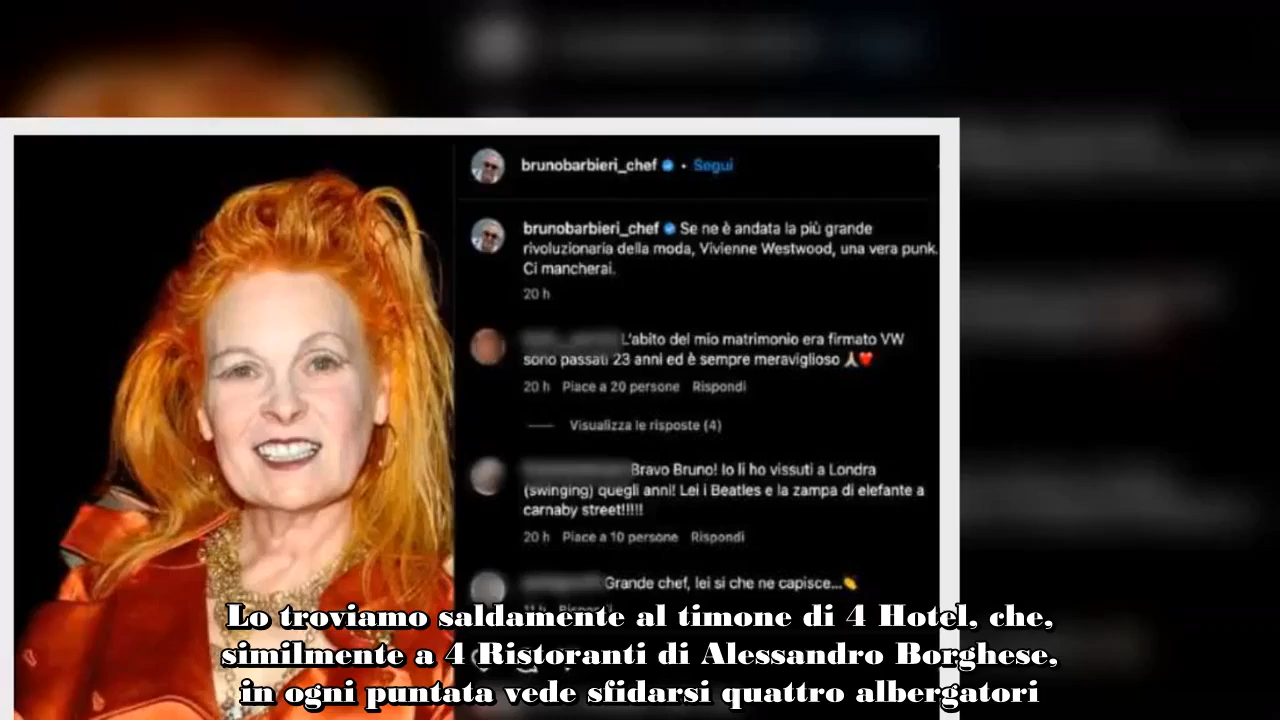 brunobarbieri_chef • Segui
brunobarbieri_chef Se ne è andata la più grande
rivoluzionaria della moda, Vivienne Westwood, una vera punk.
Ci mancherai.
20 h
L'abito del mio matrimonio era firmato VW
sono passati 23 anni ed è sempre meraviglioso 🙏🏻❤️
20 h Piace a 20 persone Rispondi
Visualizza le risposte (4)
Bravo Bruno! Io li ho vissuti a Londra
(swinging) quegli anni! Lei i Beatles e la zampa di elefante a
carnaby street!!!!!
20 h Piace a 10 persone Rispondi
Grande chef, lei si che ne capisce...👏
Lo troviamo saldamente al timone di 4 Hotel, che,
similmente a 4 Ristoranti di Alessandro Borghese,
in ogni puntata vede sfidarsi quattro albergatori